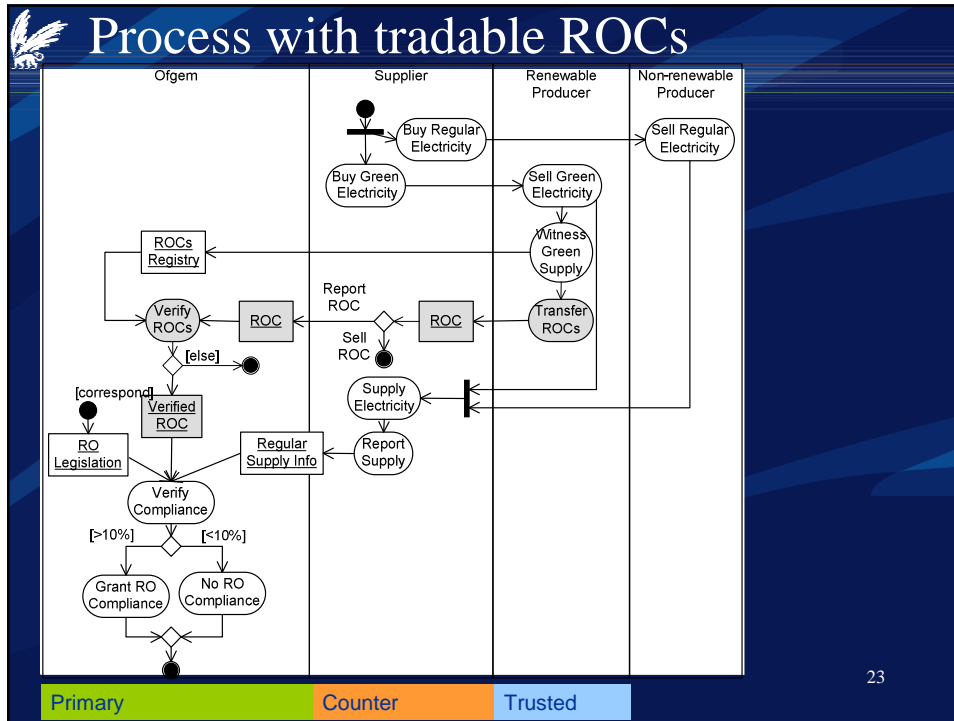 Process with tradable ROCs
Ofgem
Supplier
Renewable
Producer
Non-renewable
Producer
Buy Regular
Electricity
Sell Regular
Electricity
Buy Green
Electricity
Sell Green
Electricity
Witness
Green
Supply
ROCs
Registry
Report
ROC
Verify
ROCs
ROC
ROC
Transfer
ROCs
Sell
ROC
[else]
[correspond]
Verified
ROC
Supply
Electricity
RO
Legislation
Regular
Supply Info
Report
Supply
Verify
Compliance
[>10%]
[<10%]
Grant RO
Compliance
No RO
Compliance
23
Primary
Counter
Trusted